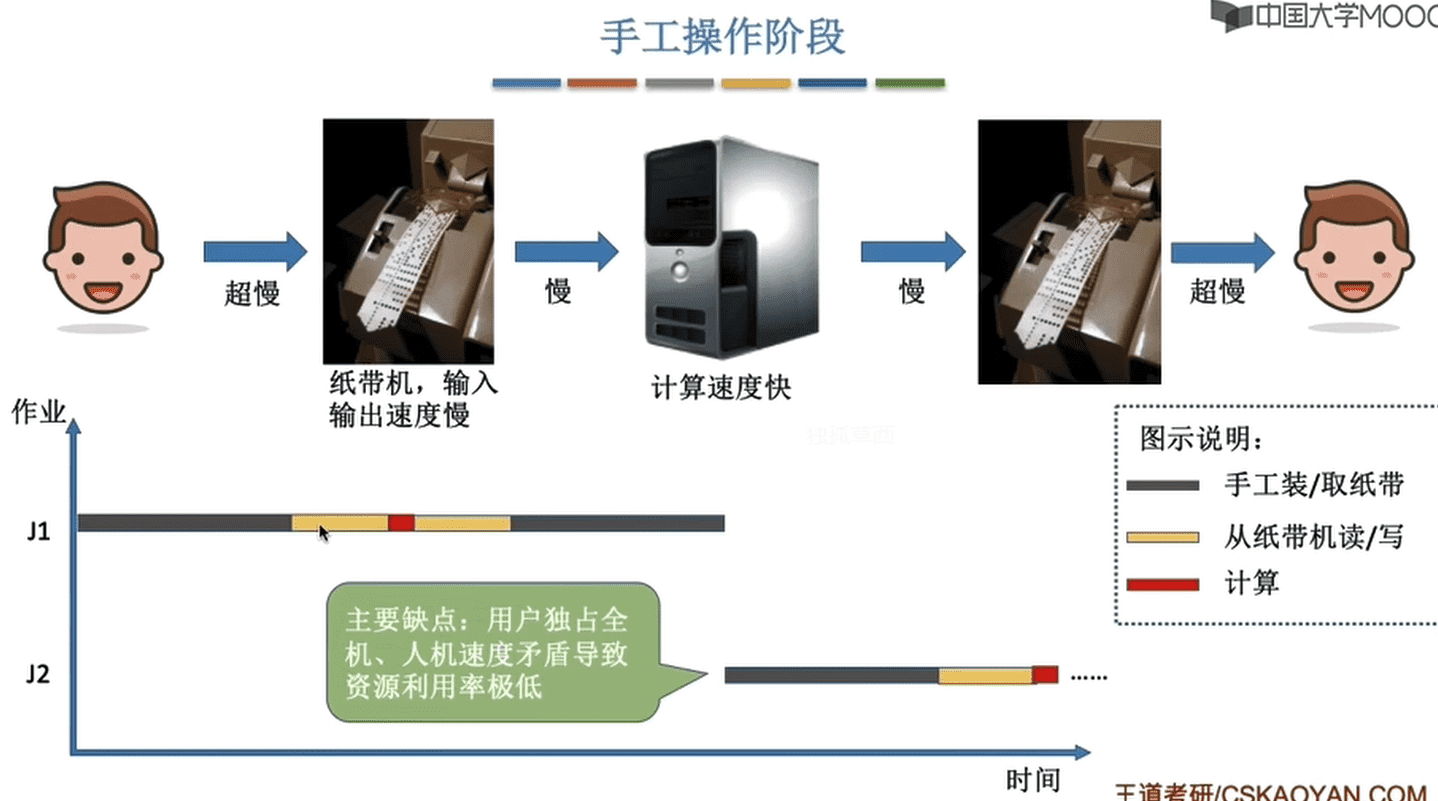 中国大学MOOC
手工操作阶段
超慢
慢
慢
超慢
纸带机，输入
输出速度慢
计算速度快
作业
图示说明：
手工装/取纸带
从纸带机读/写
计算
J1
主要缺点：用户独占全
机、人机速度矛盾导致
资源利用率极低
J2
......
时间
王道考研/CSKAOYAN.COM